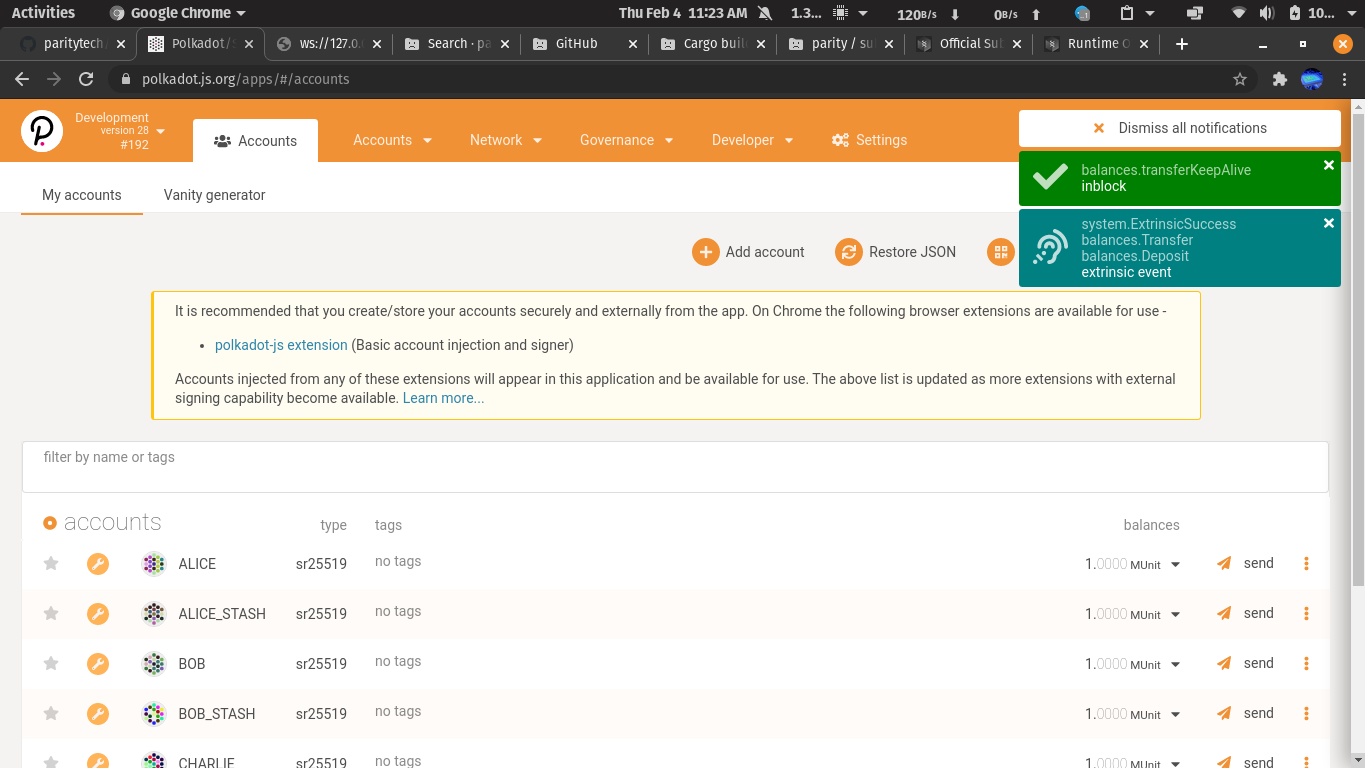 Activities
Google Chrome
Thu Feb 4 11:23 AM
1.3...
120B/s
0B/s
10...
paritytech/
Polkadot/S
ws://127.0.
Search · pa
GitHub
Cargo buil
parity / su
Official Sub
Runtime O
polkadot.js.org/apps/#/accounts
Development
version 28
#192
Accounts
Accounts
Network
Governance
Developer
Settings
Dismiss all notifications
balances.transferKeepAlive
inblock
system.ExtrinsicSuccess
balances.Transfer
balances.Deposit
extrinsic event
My accounts
Vanity generator
Add account
Restore JSON
It is recommended that you create/store your accounts securely and externally from the app. On Chrome the following browser extensions are available for use -
• polkadot-js extension (Basic account injection and signer)
Accounts injected from any of these extensions will appear in this application and be available for use. The above list is updated as more extensions with external
signing capability become available. Learn more...
filter by name or tags
accounts type tags balances
ALICE sr25519 no tags 1.0000 MUnit send
ALICE_STASH sr25519 no tags 1.0000 MUnit send
BOB sr25519 no tags 1.0000 MUnit send
BOB_STASH sr25519 no tags 1.0000 MUnit send
CHARLIE sr25519 no tags 1.0000 MUnit send